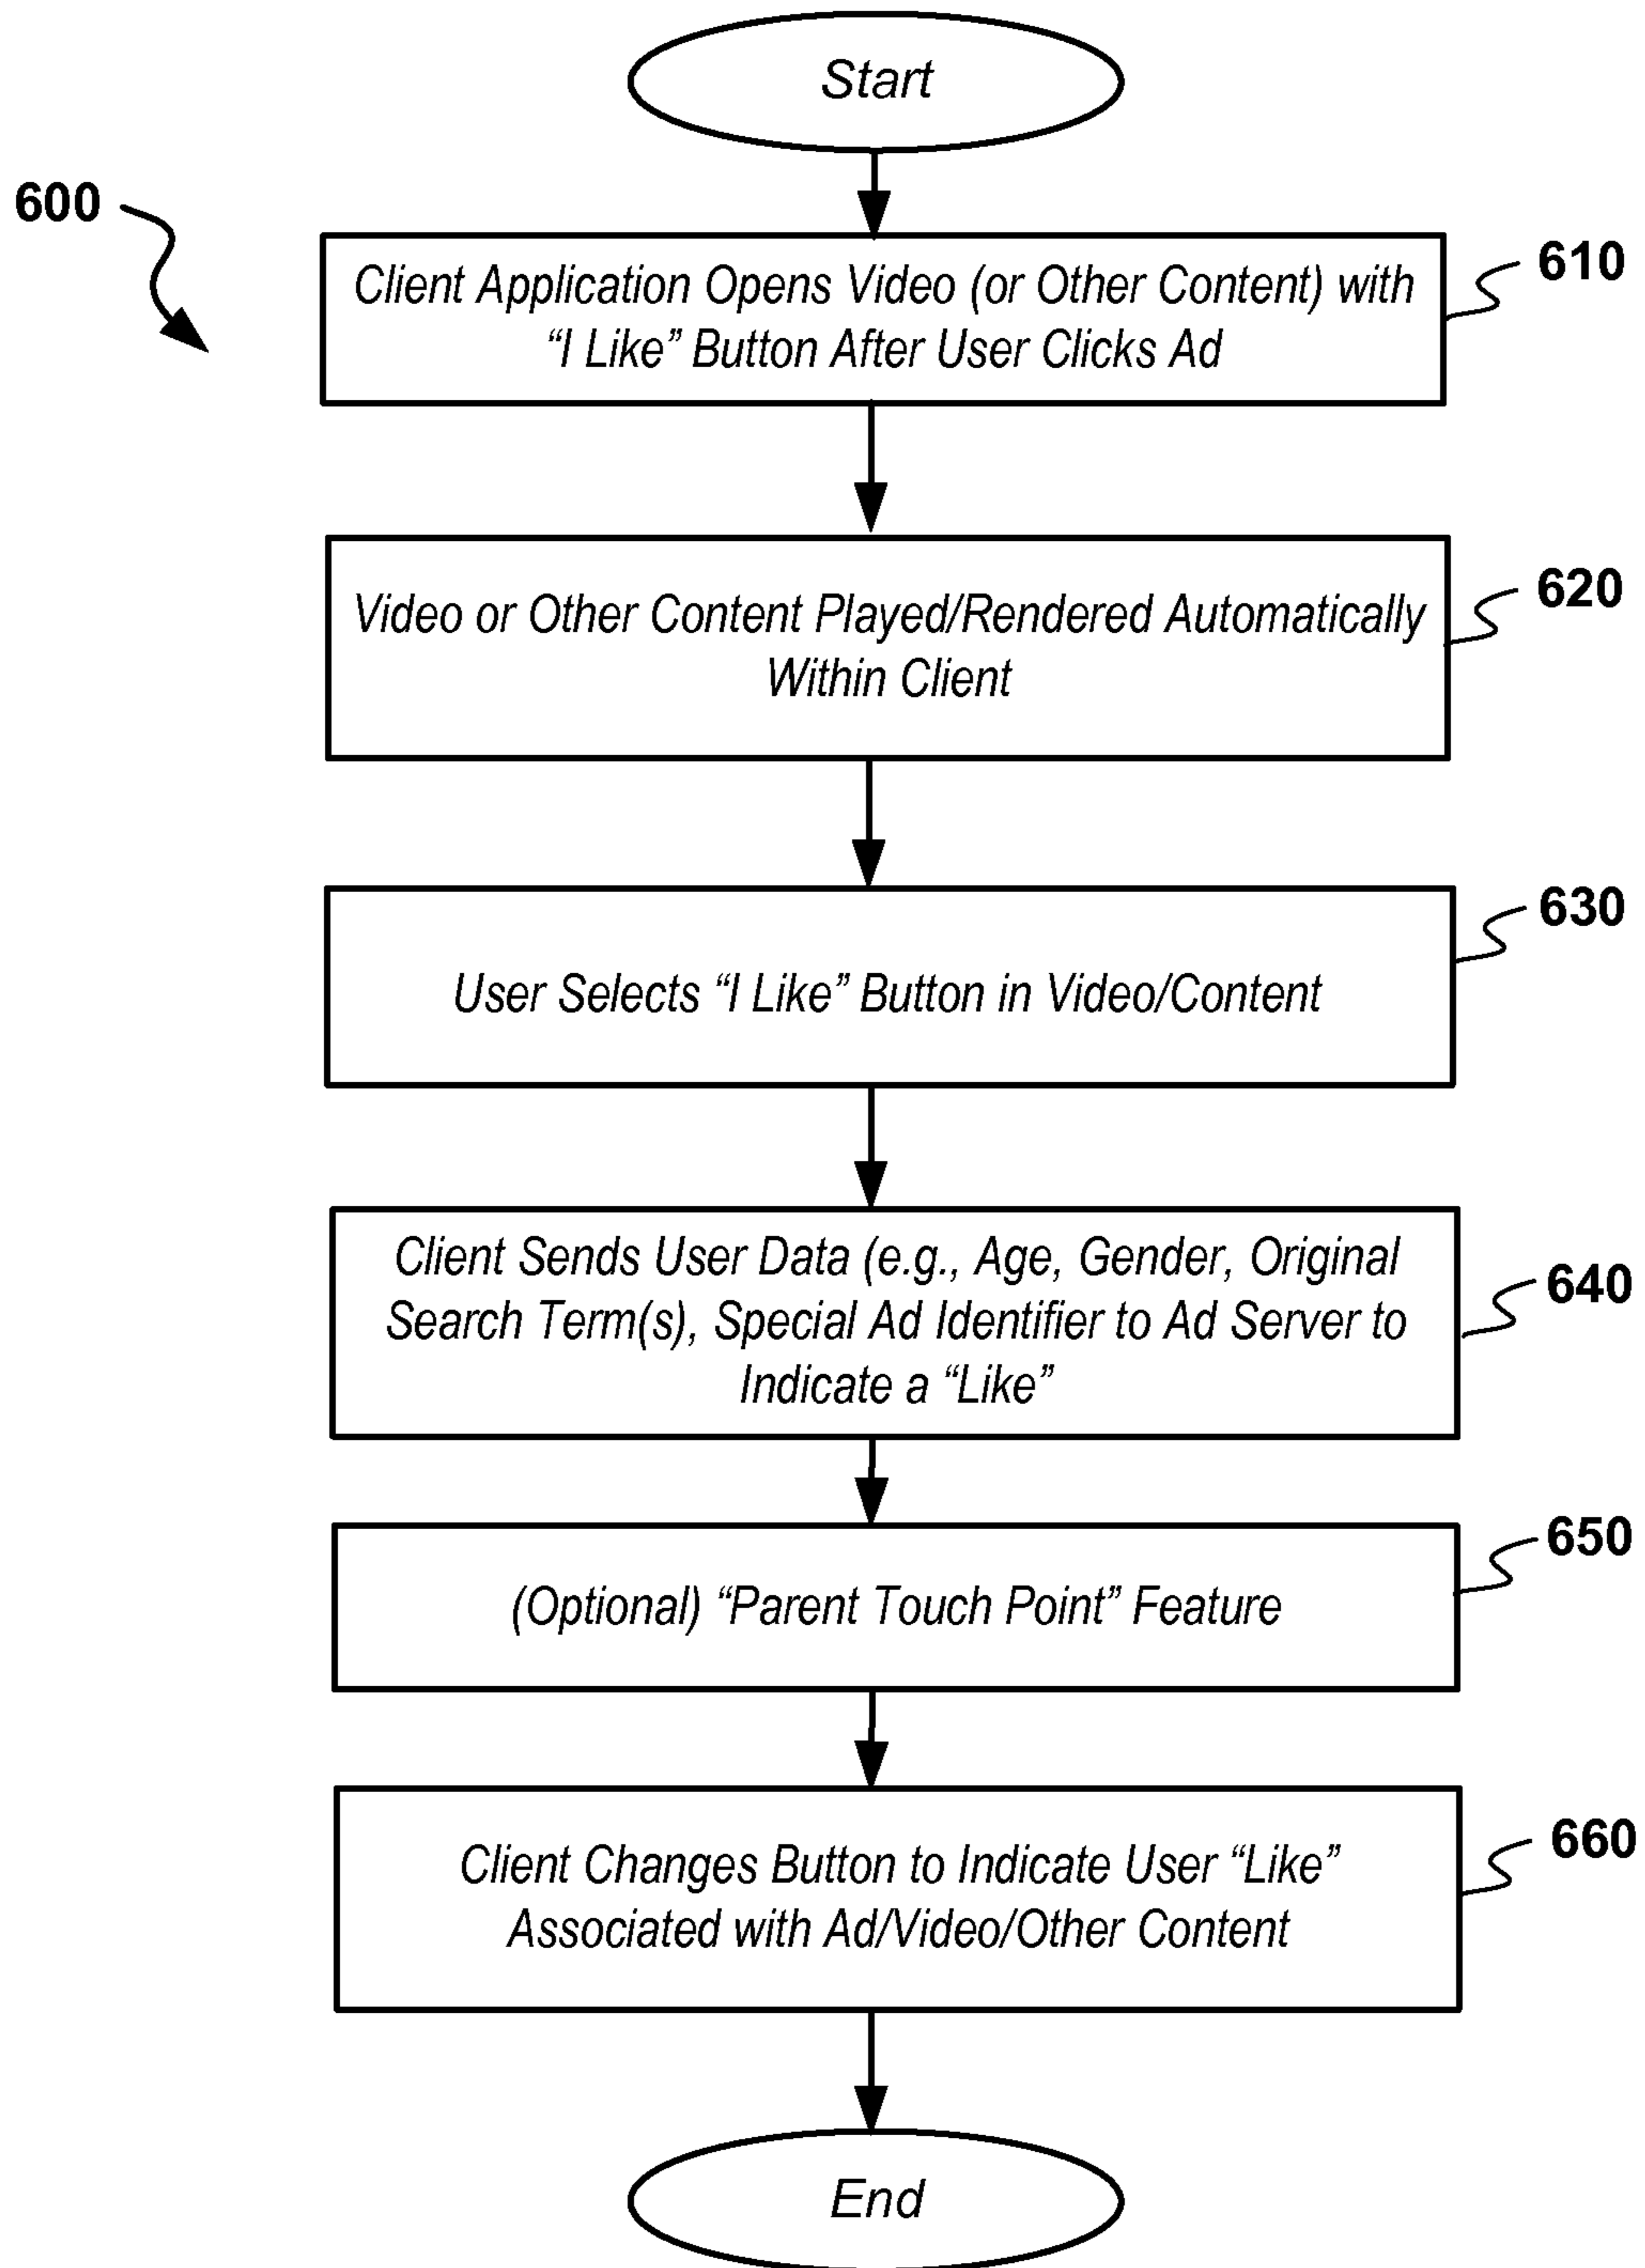 Start
600
Client Application Opens Video (or Other Content) with
“I Like” Button After User Clicks Ad
610
Video or Other Content Played/Rendered Automatically
Within Client
620
User Selects “I Like” Button in Video/Content
630
Client Sends User Data (e.g., Age, Gender, Original
Search Term(s), Special Ad Identifier to Ad Server to
Indicate a “Like”
640
(Optional) “Parent Touch Point” Feature
650
Client Changes Button to Indicate User “Like”
Associated with Ad/Video/Other Content
660
End